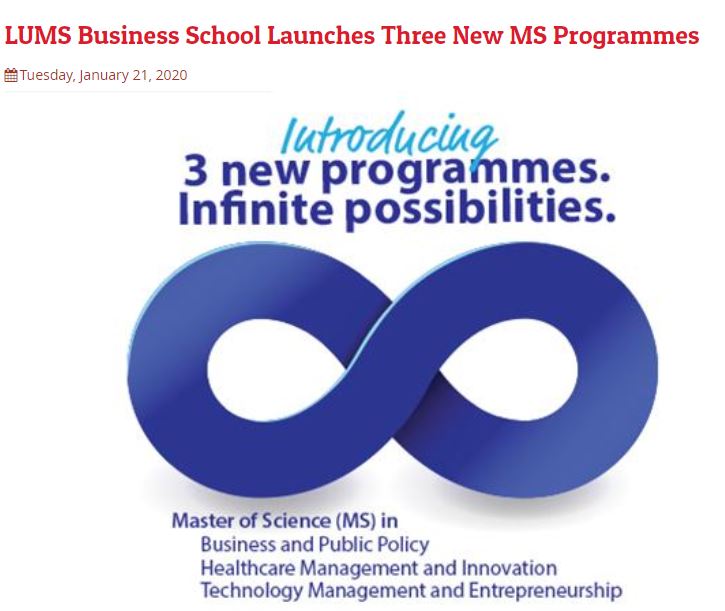 LUMS Business School Launches Three New MS Programmes
Tuesday, January 21, 2020
Introducing
3 new programmes.
Infinite possibilities.
Master of Science (MS) in
Business and Public Policy
Healthcare Management and Innovation
Technology Management and Entrepreneurship